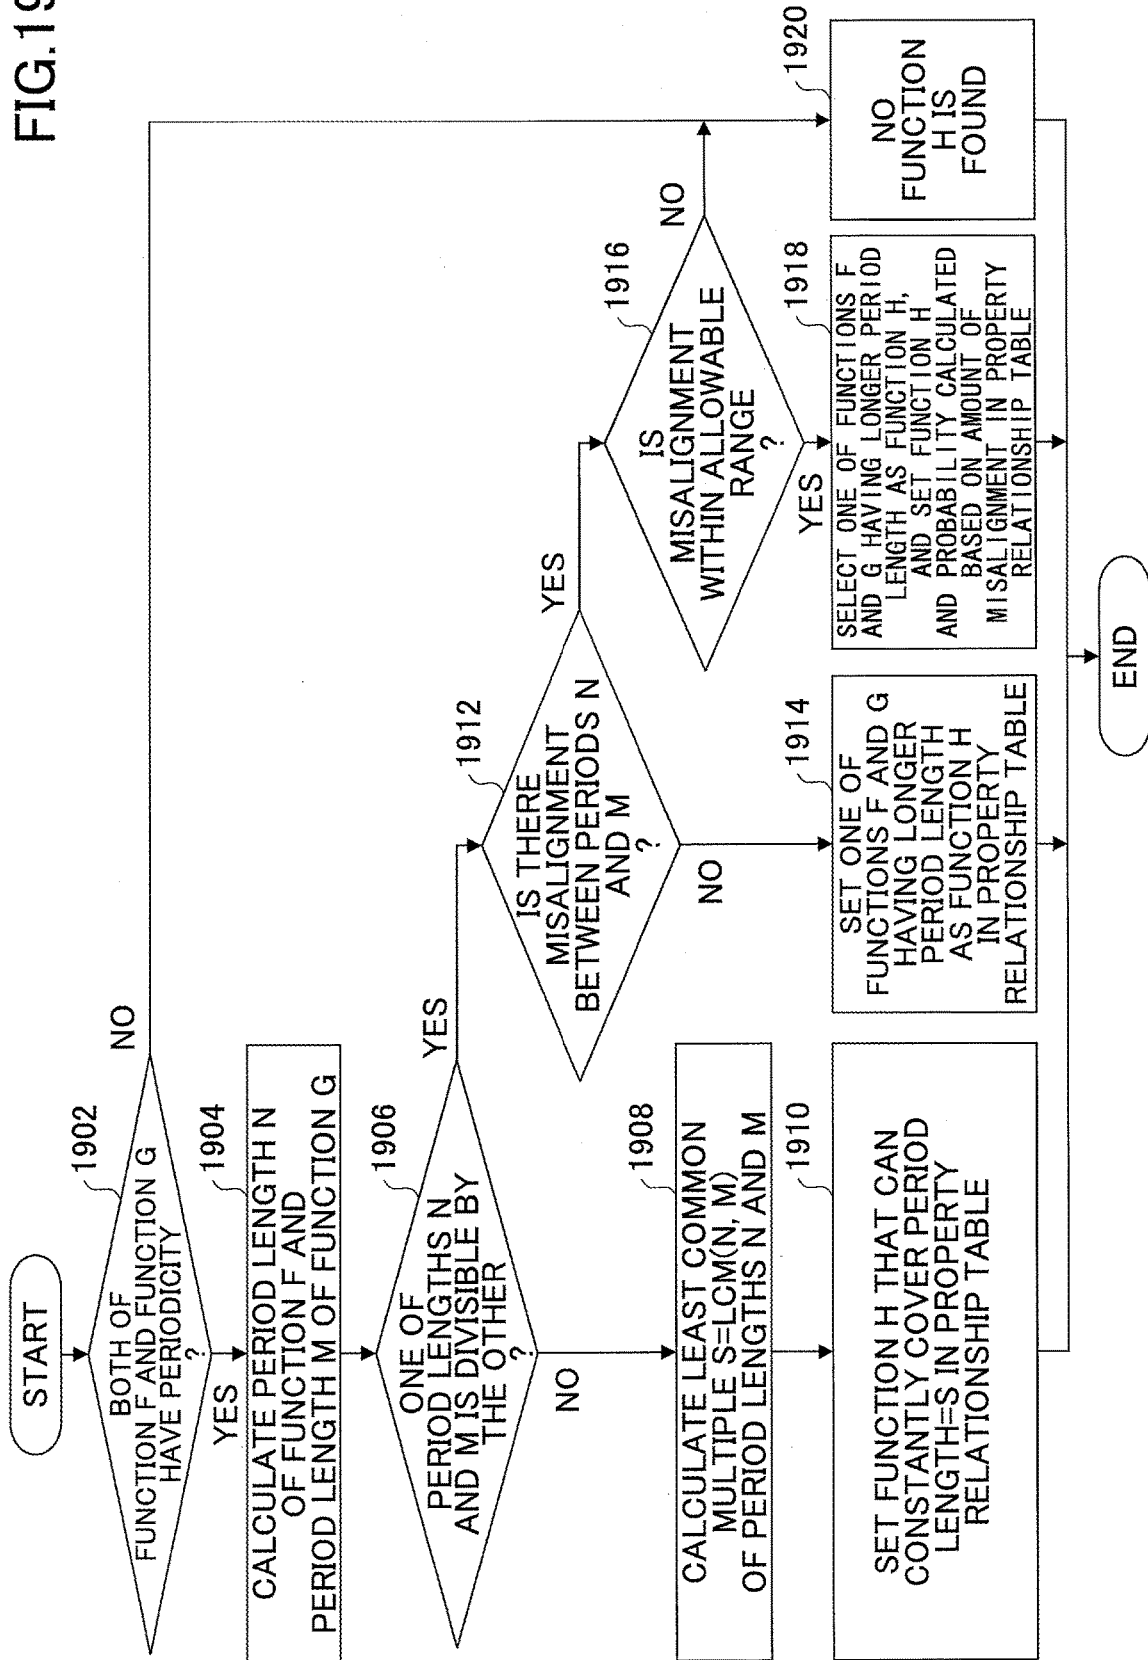 FIG.19
START
1902
BOTH OF
FUNCTION F AND FUNCTION G
HAVE PERIODICITY
?
NO
YES
1904
CALCULATE PERIOD LENGTH N
OF FUNCTION F AND
PERIOD LENGTH M OF FUNCTION G
1906
ONE OF
PERIOD LENGTHS N
AND M IS DIVISIBLE BY
THE OTHER
?
YES
NO
1908
CALCULATE LEAST COMMON
MULTIPLE S=LCM(N, M)
OF PERIOD LENGTHS N AND M
1910
SET FUNCTION H THAT CAN
CONSTANTLY COVER PERIOD
LENGTH=S IN PROPERTY
RELATIONSHIP TABLE
1912
IS THERE
MISALIGNMENT
BETWEEN PERIODS N
AND M
?
YES
NO
1914
SET ONE OF
FUNCTIONS F AND G
HAVING LONGER
PERIOD LENGTH
AS FUNCTION H
IN PROPERTY
RELATIONSHIP TABLE
1916
IS
MISALIGNMENT
WITHIN ALLOWABLE
RANGE
?
NO
YES
1918
SELECT ONE OF FUNCTIONS F
AND G HAVING LONGER PERIOD
LENGTH AS FUNCTION H,
AND SET FUNCTION H
AND PROBABILITY CALCULATED
BASED ON AMOUNT OF
MISALIGNMENT IN PROPERTY
RELATIONSHIP TABLE
1920
NO
FUNCTION
H IS
FOUND
END